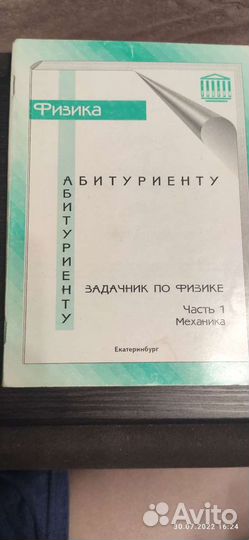 Физика
АБИТУРИЕНТУ
АБИТУРИЕНТУ
ЗАДАЧНИК ПО ФИЗИКЕ
Часть 1
Механика
Екатеринбург
Avito
30.07.2022 16:24